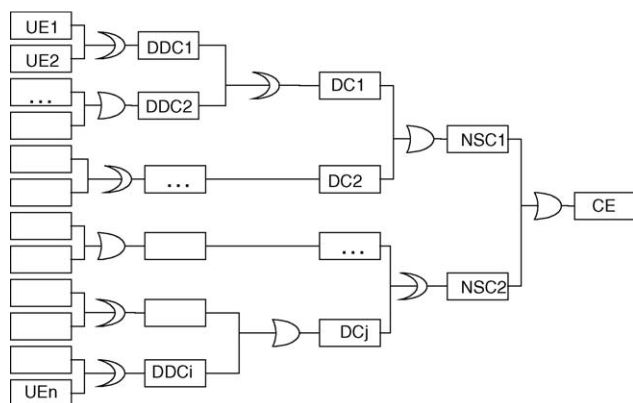 UE1
UE2
DDC1
...
DDC2
DC1
NSC1
...
DC2
CE
...
NSC2
DCj
DDCi
UEn